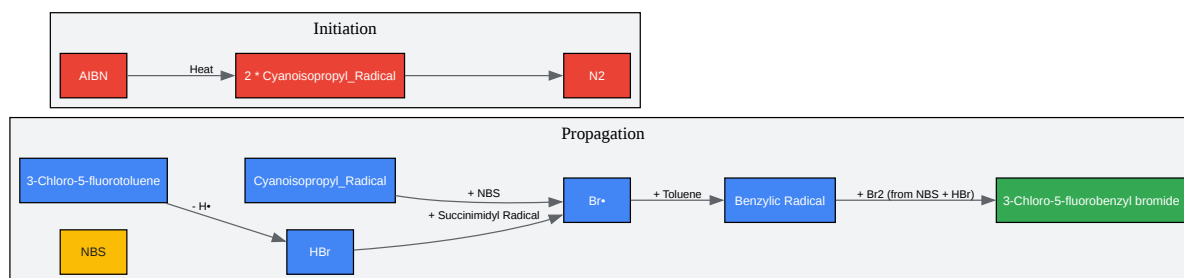 Initiation
AIBN
Heat
2 * Cyanoisopropyl_Radical
N2
Propagation
3-Chloro-5-fluorotoluene
- H•
Cyanoisopropyl_Radical
+ NBS
+ Succinimidyl Radical
Br•
+ Toluene
Benzylic Radical
+ Br2 (from NBS + HBr)
3-Chloro-5-fluorobenzyl bromide
NBS
HBr